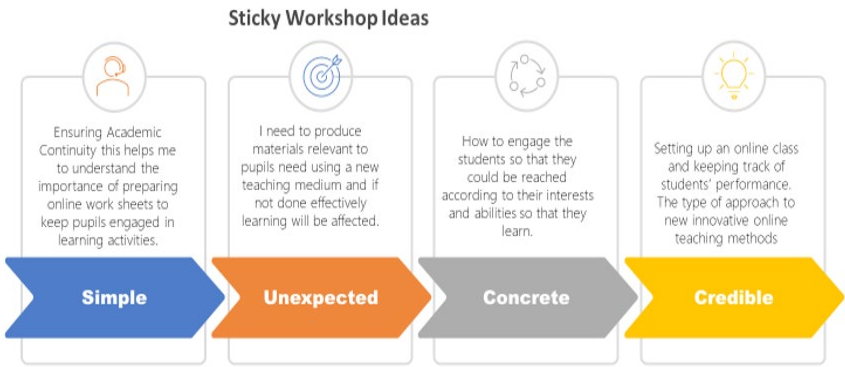 Sticky Workshop Ideas
Ensuring Academic
Continuity this helps me
to understand the
importance of preparing
online work sheets to
keep pupils engaged in
learning activities.
Simple
I need to produce
materials relevant to
pupils need using a new
teaching medium and if
not done effectively
learning will be affected.
Unexpected
How to engage the
students so that they
could be reached
according to their interests
and abilities so that they
learn.
Concrete
Setting up an online class
and keeping track of
students' performance.
The type of approach to
new innovative online
teaching methods
Credible